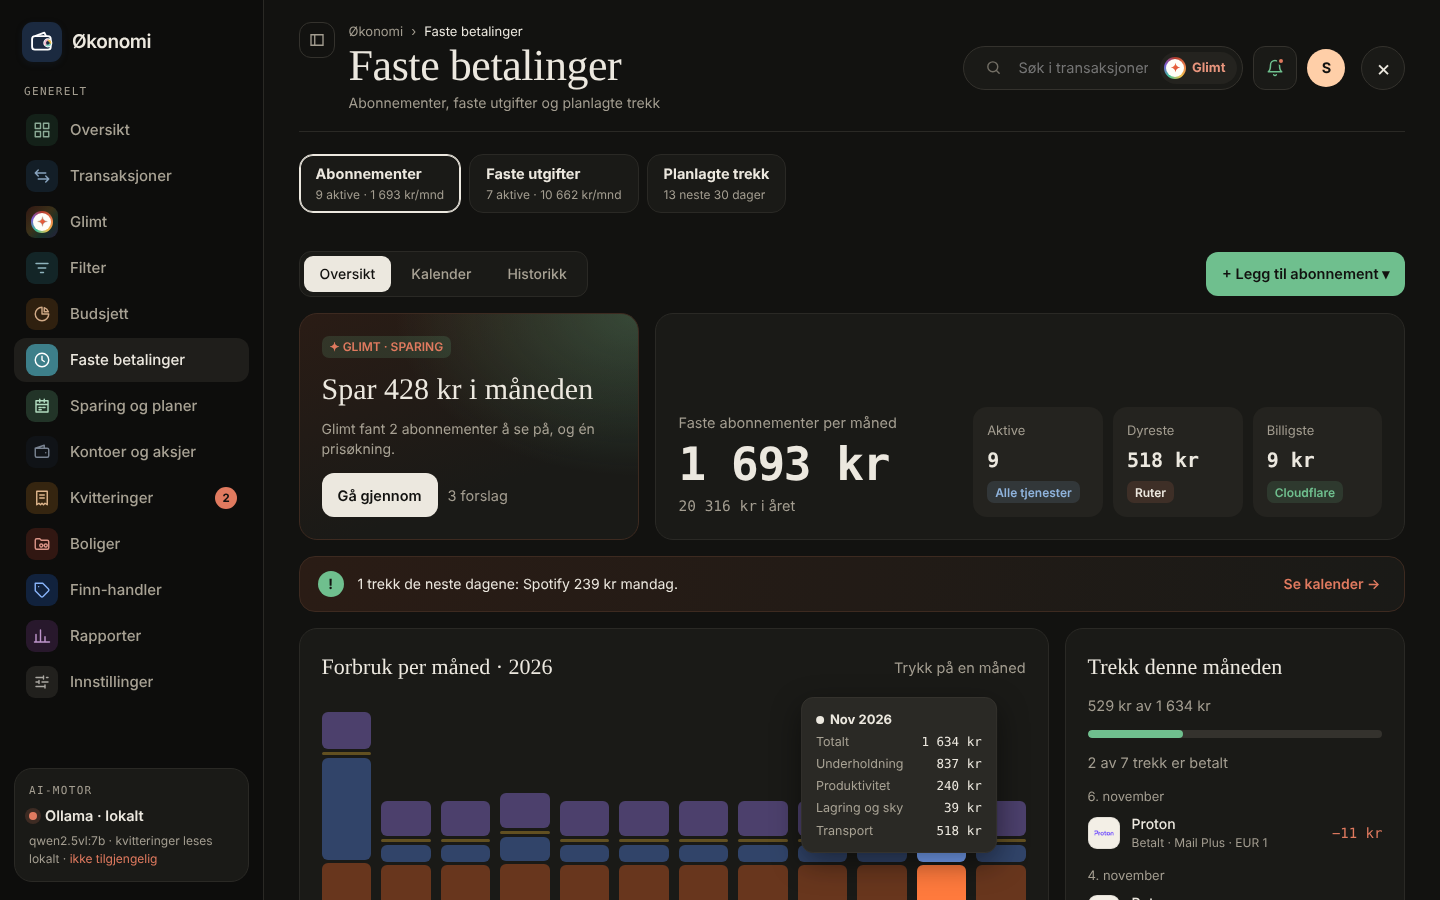 Økonomi
GENERELT
Oversikt
Transaksjoner
Glimt
Filter
Budsjett
Faste betalinger
Sparing og planer
Kontoer og aksjer
Kvitteringer
2
Boliger
Finn-handler
Rapporter
Innstillinger
AI-MOTOR
Ollama · lokalt
qwen2.5vl:7b · kvitteringer leses
lokalt · ikke tilgjengelig
Økonomi › Faste betalinger
Faste betalinger
Abonnementer, faste utgifter og planlagte trekk
Søk i transaksjoner
Glimt
S
×
Abonnementer
9 aktive · 1 693 kr/mnd
Faste utgifter
7 aktive · 10 662 kr/mnd
Planlagte trekk
13 neste 30 dager
Oversikt
Kalender
Historikk
+ Legg til abonnement ▾
✦ GLIMT · SPARING
Spar 428 kr i måneden
Glimt fant 2 abonnementer å se på, og én
prisøkning.
Gå gjennom
3 forslag
Faste abonnementer per måned
1 693 kr
20 316 kr i året
Aktive
9
Alle tjenester
Dyreste
518 kr
Ruter
Billigste
9 kr
Cloudflare
!
1 trekk de neste dagene: Spotify 239 kr mandag.
Se kalender →
Forbruk per måned · 2026
Trykk på en måned
Nov 2026
Totalt 1 634 kr
Underholdning 837 kr
Produktivitet 240 kr
Lagring og sky 39 kr
Transport 518 kr
Trekk denne måneden
529 kr av 1 634 kr
2 av 7 trekk er betalt
6. november
Proton
Proton
Betalt · Mail Plus · EUR 1
−11 kr
4. november